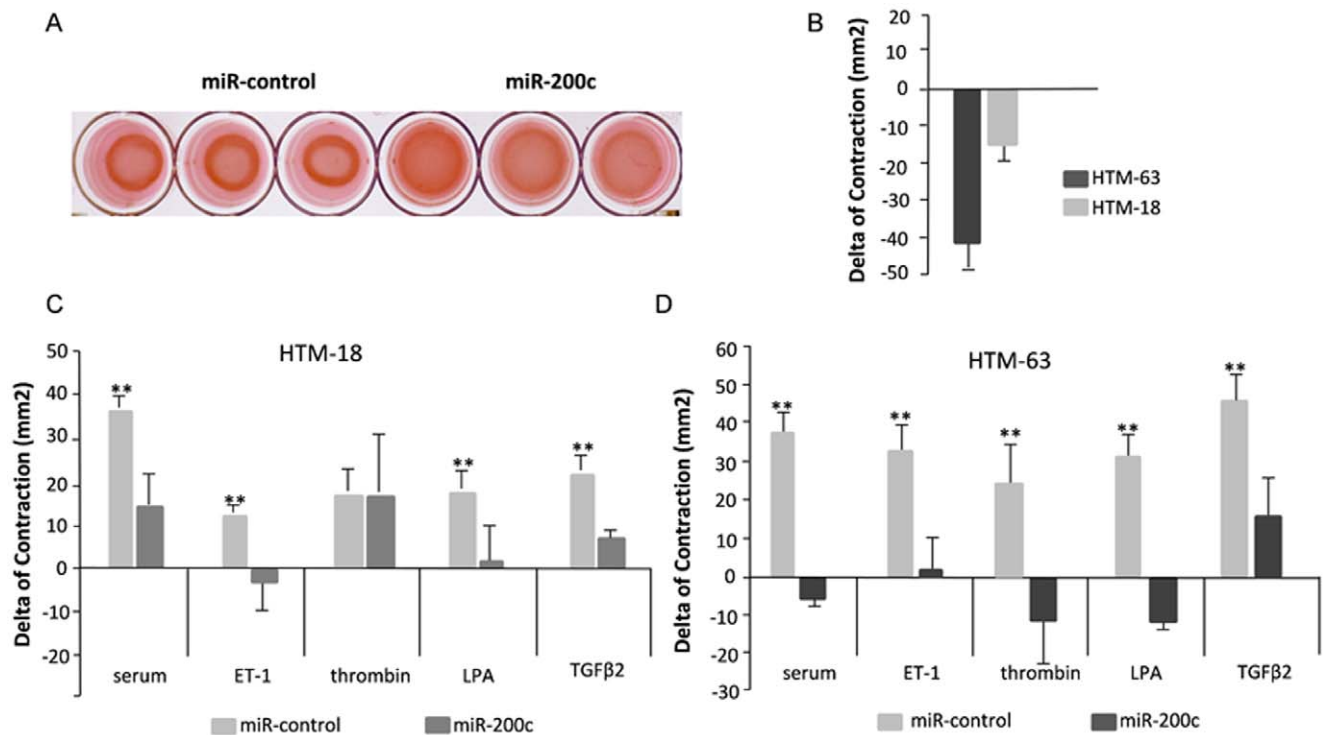 A
miR-control miR-200c
B
Delta of Contraction (mm2)
20
10
0
-10
-20
-30
-40
-50
HTM-63
HTM-18
C
HTM-18
Delta of Contraction (mm2)
50
40
30
20
10
0
-10
-20
** ** ** **
serum ET-1 thrombin LPA TGFβ2
miR-control miR-200c
D
HTM-63
Delta of Contraction (mm2)
60
50
40
30
20
10
0
-10
-20
-30
** ** ** ** **
serum ET-1 thrombin LPA TGFβ2
miR-control miR-200c